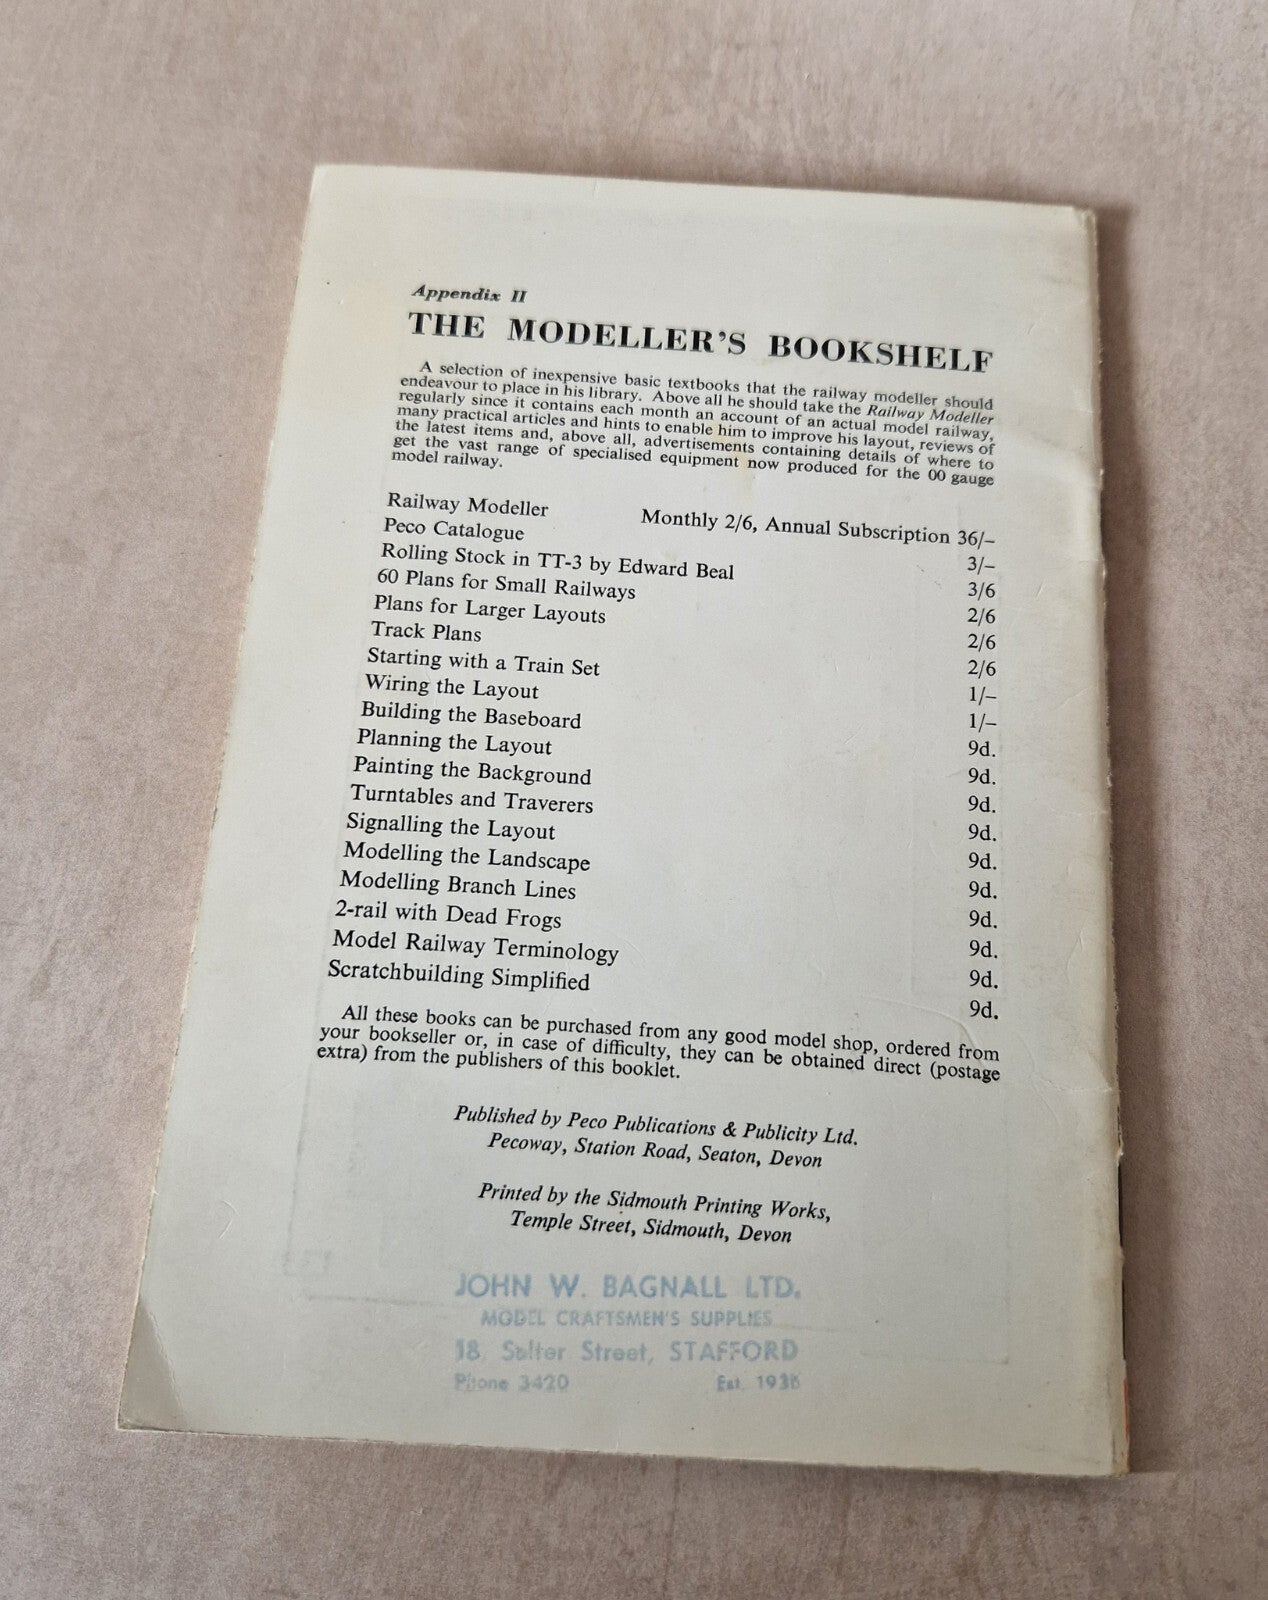 Appendix II
THE MODELLER'S BOOKSHELF
A selection of inexpensive basic textbooks that the railway modeller should
endeavour to place in his library. Above all he should take the Railway Modeller
regularly since it contains each month an account of an actual model railway,
many practical articles and hints to enable him to improve his layout, reviews of
the latest items and, above all, advertisements containing details of where to
get the vast range of specialised equipment now produced for the 00 gauge
model railway.
Railway Modeller Monthly 2/6, Annual Subscription 36/–
Peco Catalogue 3/–
Rolling Stock in TT-3 by Edward Beal 3/6
60 Plans for Small Railways 2/6
Plans for Larger Layouts 2/6
Track Plans 2/6
Starting with a Train Set 1/–
Wiring the Layout 1/–
Building the Baseboard 9d.
Planning the Layout 9d.
Painting the Background 9d.
Turntables and Traverers 9d.
Signalling the Layout 9d.
Modelling the Landscape 9d.
Modelling Branch Lines 9d.
2-rail with Dead Frogs 9d.
Model Railway Terminology 9d.
Scratchbuilding Simplified 9d.
All these books can be purchased from any good model shop, ordered from
your bookseller or, in case of difficulty, they can be obtained direct (postage
extra) from the publishers of this booklet.
Published by Peco Publications & Publicity Ltd.
Pecoway, Station Road, Seaton, Devon
Printed by the Sidmouth Printing Works,
Temple Street, Sidmouth, Devon
JOHN W. BAGNALL LTD.
MODEL CRAFTSMEN'S SUPPLIES
18, Salter Street, STAFFORD
Phone 3420 Est.